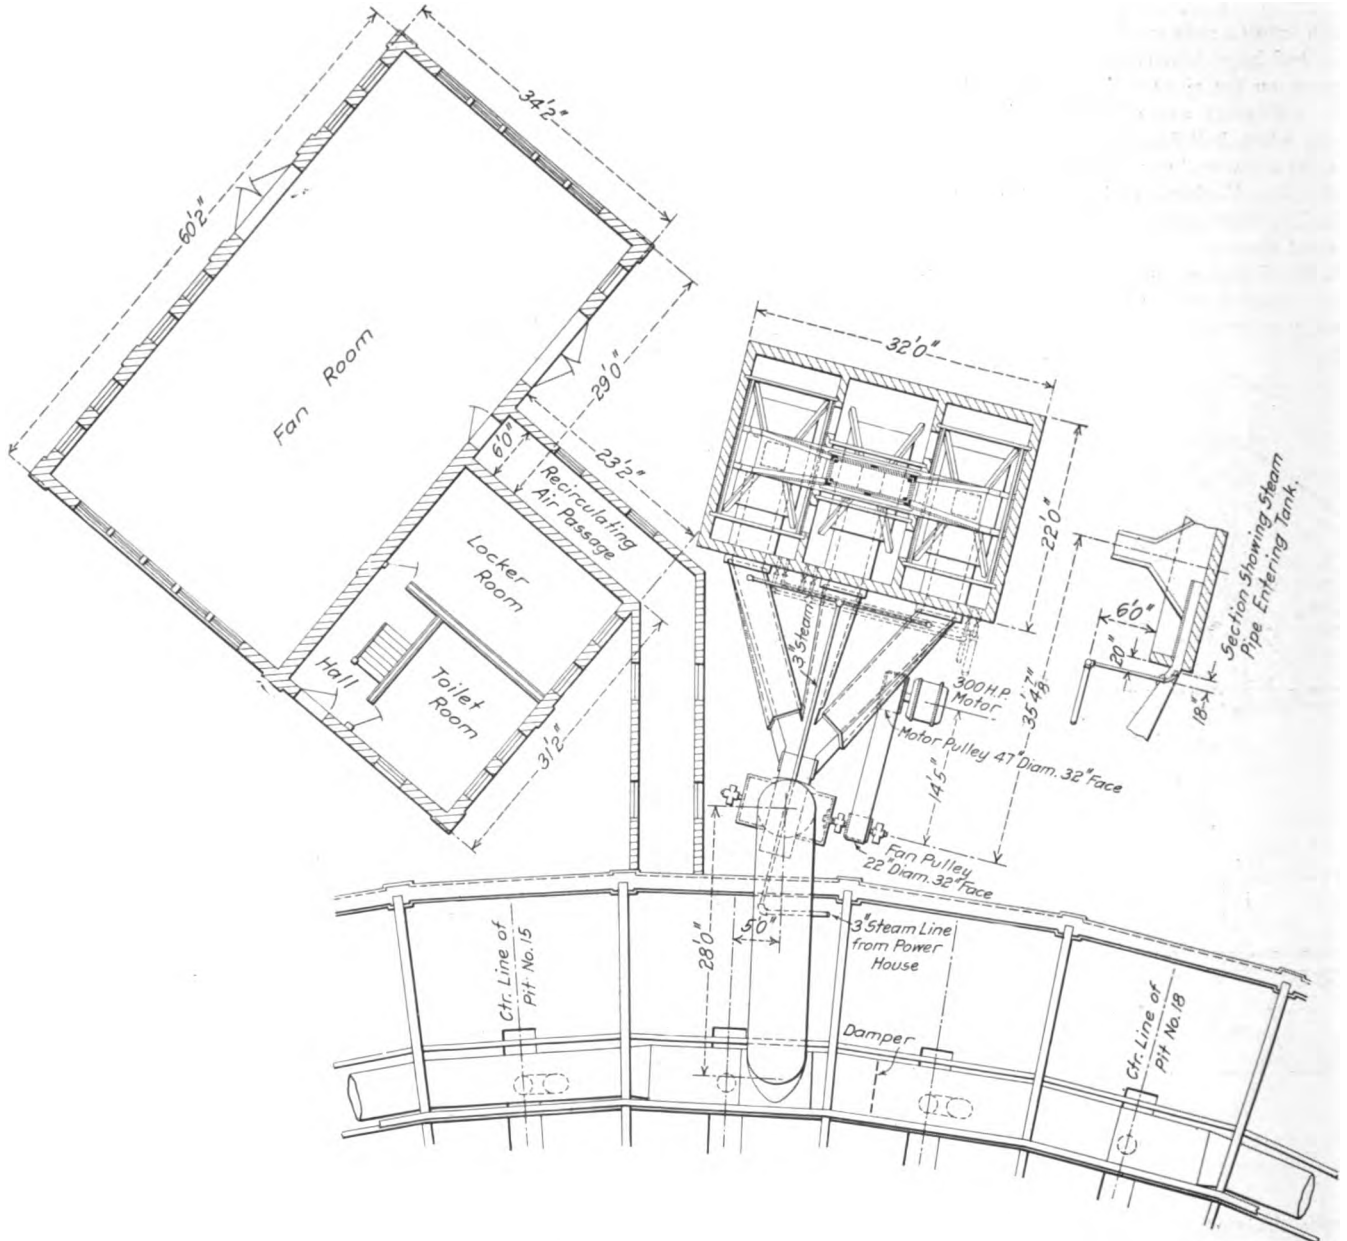 34'2"
60'2"
Fan Room
29'0"
6'0"
23'2"
Recirculating
Air Passage
Locker
Room
Hall
Toilet
Room
31'2"
32'0"
22'0"
3"Steam
300 H.P.
Motor
35'4 7/8"
Motor Pulley 47"Diam. 32"Face
14'5"
Fan Pulley
22"Diam. 32"Face
6'0"
20"
18"
Section Showing Steam
Pipe Entering Tank.
28'0"
5'0"
3"Steam Line
from Power
House
Ctr. Line of
Pit No. 15
Damper
Ctr. Line of
Pit No. 18